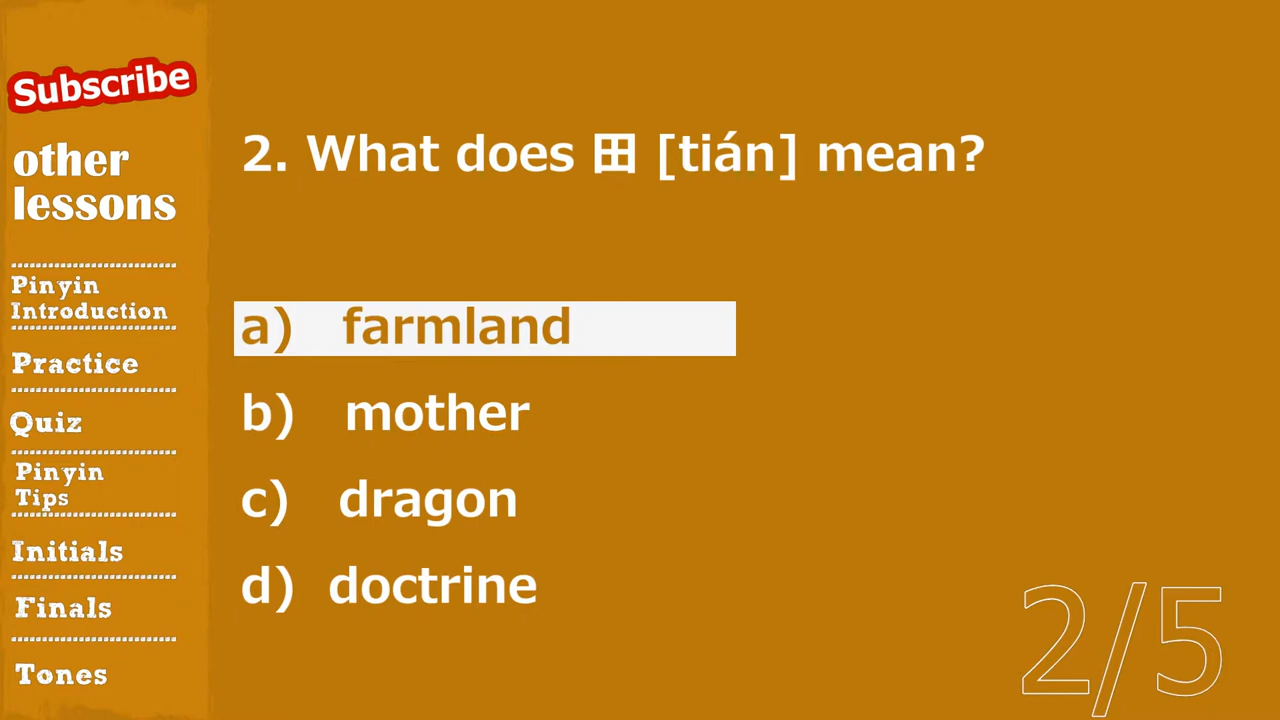 Subscribe
other
lessons
Pinyin
Introduction
Practice
Quiz
Pinyin
Tips
Initials
Finals
Tones
2. What does 田 [tián] mean?
a) farmland
b) mother
c) dragon
d) doctrine
2/5